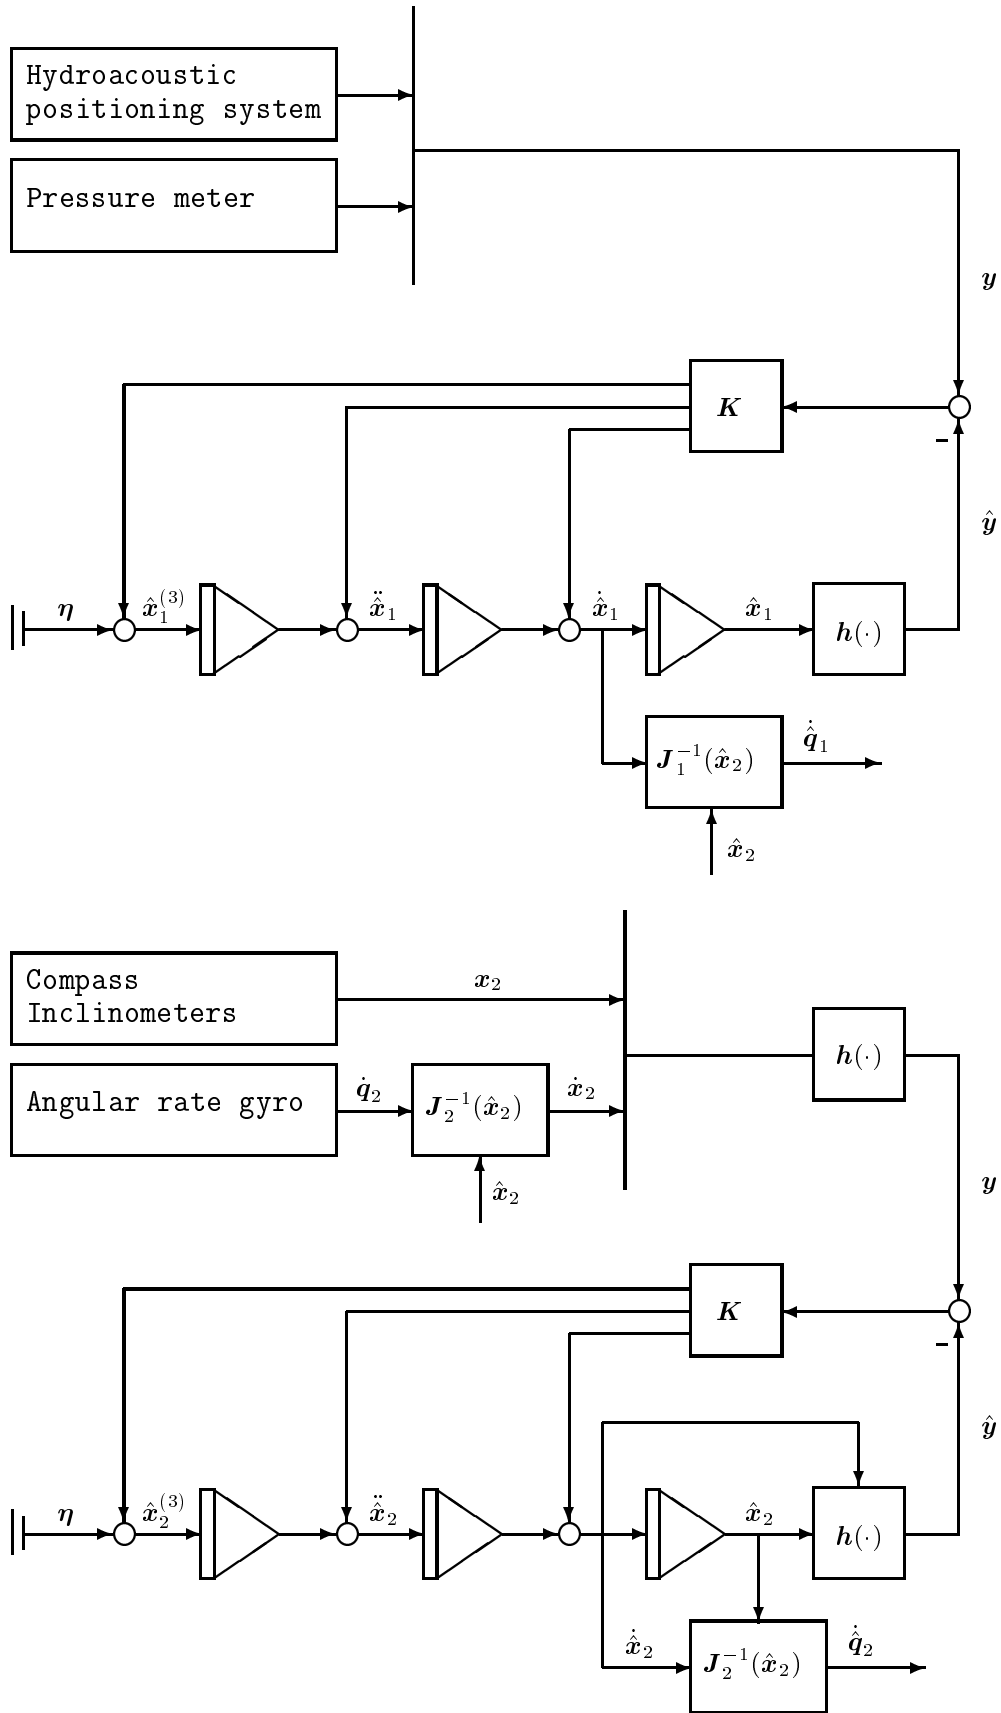 Hydroacoustic
positioning system
Pressure meter
y
K
−
ŷ
η
x̂₁⁽³⁾
x̂̈₁
x̂̇₁
x̂₁
h(·)
J₁⁻¹(x̂₂)
q̂̇₁
x̂₂
Compass
Inclinometers
x₂
h(·)
Angular rate gyro
q̇₂
J₂⁻¹(x̂₂)
ẋ₂
x̂₂
y
K
−
ŷ
η
x̂₂⁽³⁾
x̂̈₂
x̂₂
h(·)
x̂̇₂
J₂⁻¹(x̂₂)
q̂̇₂